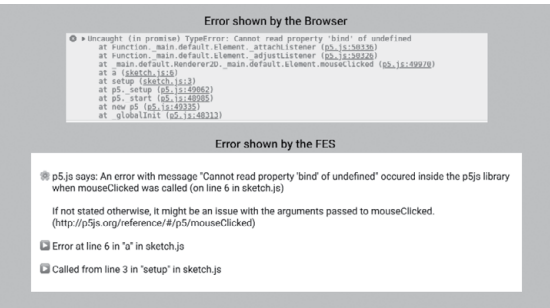 Error shown by the Browser
Uncaught (in promise) TypeError: Cannot read property 'bind' of undefined
at Function._main.default.Element._attachListener (p5.js:50336)
at Function._main.default.Element._adjustListener (p5.js:50326)
at _main.default.Renderer2D._main.default.Element.mouseClicked (p5.js:49970)
at a (sketch.js:6)
at setup (sketch.js:3)
at p5._setup (p5.js:49062)
at p5._start (p5.js:48985)
at new p5 (p5.js:49335)
at _globalInit (p5.js:48313)
Error shown by the FES
p5.js says: An error with message "Cannot read property 'bind' of undefined" occured inside the p5js library
when mouseClicked was called (on line 6 in sketch.js)
If not stated otherwise, it might be an issue with the arguments passed to mouseClicked.
(http://p5js.org/reference/#/p5/mouseClicked)
Error at line 6 in "a" in sketch.js
Called from line 3 in "setup" in sketch.js